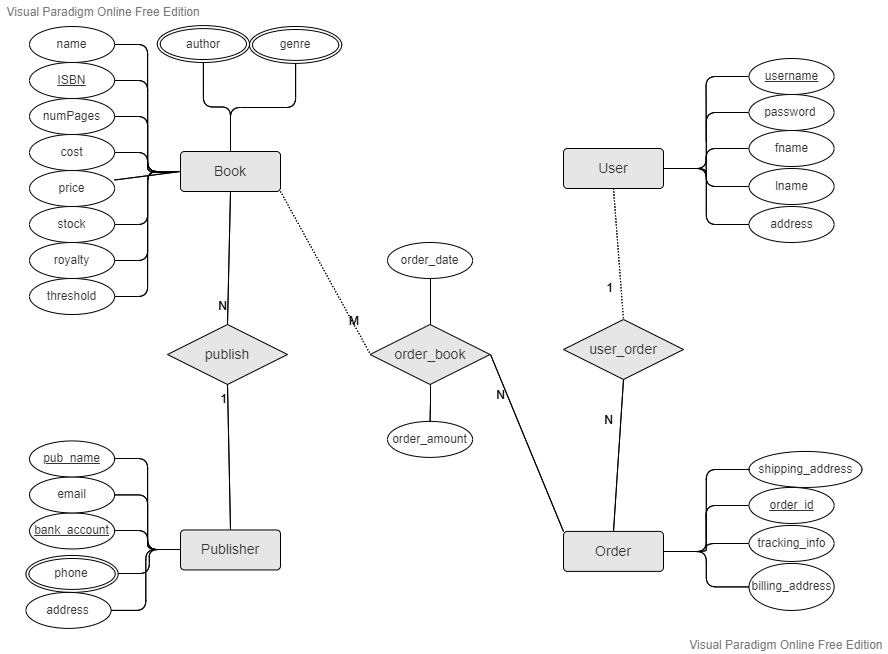 Visual Paradigm Online Free Edition
name
author
genre
ISBN
username
numPages
password
cost
fname
Book
User
price
lname
stock
address
royalty
order_date
threshold
1
N
M
publish
order_book
user_order
1
N
N
order_amount
pub_name
shipping_address
email
order_id
bank_account
tracking_info
Publisher
Order
phone
billing_address
address
Visual Paradigm Online Free Edition